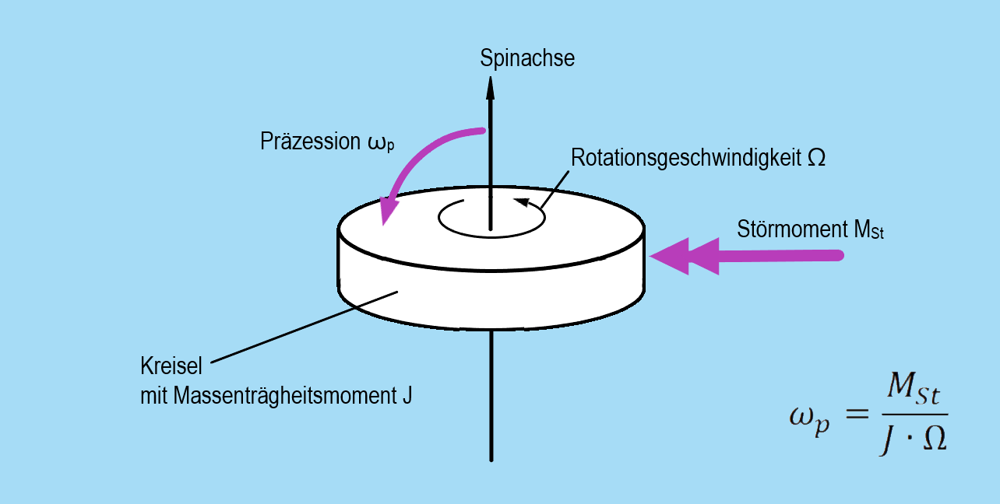 Spinachse
Präzession ωp
Rotationsgeschwindigkeit Ω
Störmoment MSt
Kreisel
mit Massenträgheitsmoment J
ωp = MSt / J · Ω